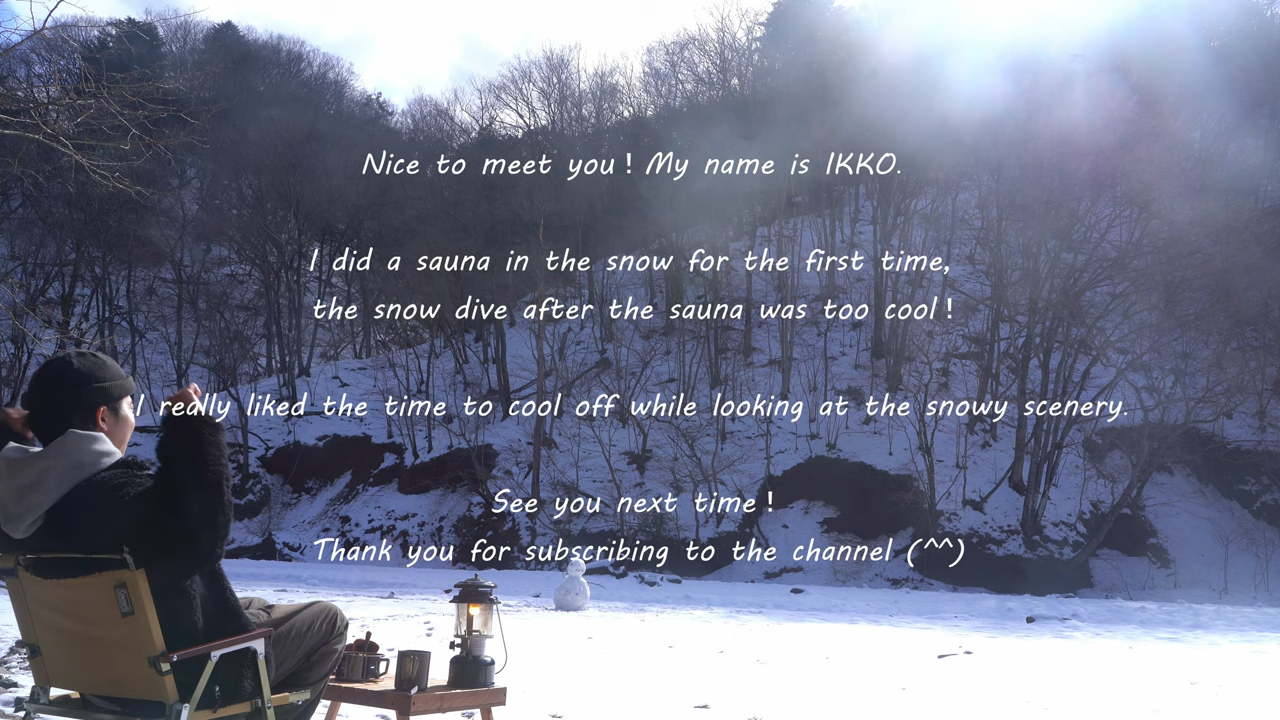 Nice to meet you! My name is IKKO.
I did a sauna in the snow for the first time,
the snow dive after the sauna was too cool!
I really liked the time to cool off while looking at the snowy scenery.
See you next time!
Thank you for subscribing to the channel (^^)